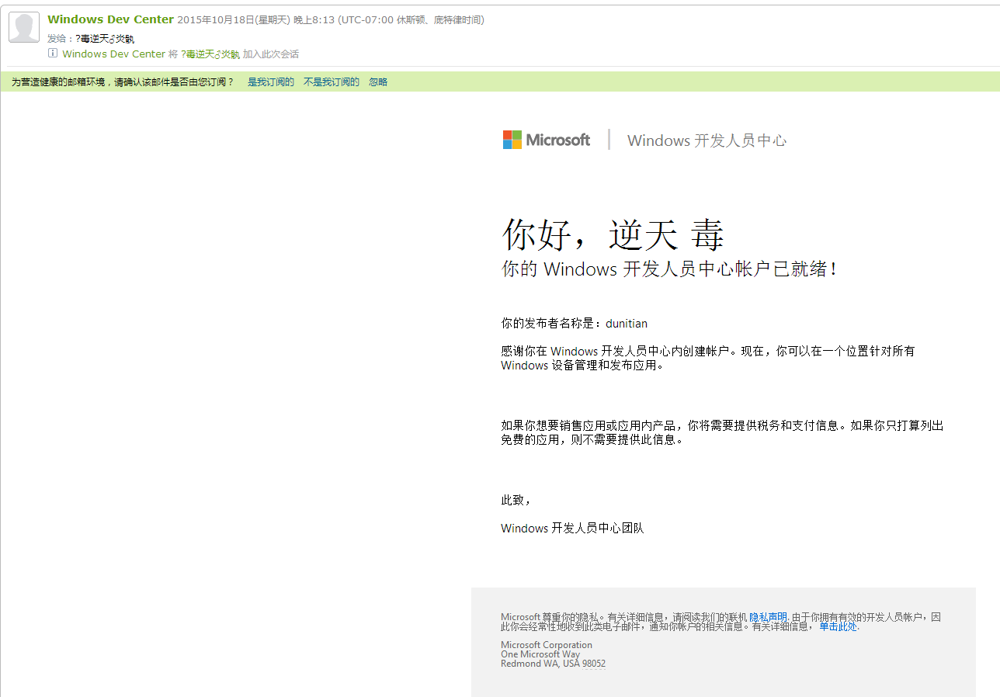 Windows Dev Center 2015年10月18日(星期天) 晚上8:13 (UTC-07:00 休斯顿、底特律时间)
发给：?毒逆天♂炎骩
Windows Dev Center 将 ?毒逆天♂炎骩 加入此次会话
为营造健康的邮箱环境，请确认该邮件是否由您订阅？ 是我订阅的 不是我订阅的 忽略
Microsoft Windows 开发人员中心
你好，逆天 毒
你的 Windows 开发人员中心帐户已就绪！
你的发布者名称是：dunitian
感谢你在 Windows 开发人员中心内创建帐户。现在，你可以在一个位置针对所有
Windows 设备管理和发布应用。
如果你想要销售应用或应用内产品，你将需要提供税务和支付信息。如果你只打算列出
免费的应用，则不需要提供此信息。
此致，
Windows 开发人员中心团队
Microsoft 尊重你的隐私。有关详细信息，请阅读我们的联机 隐私声明. 由于你拥有有效的开发人员帐户，因
此你会经常性地收到此类电子邮件，通知你帐户的相关信息。有关详细信息， 单击此处.
Microsoft Corporation
One Microsoft Way
Redmond WA, USA 98052